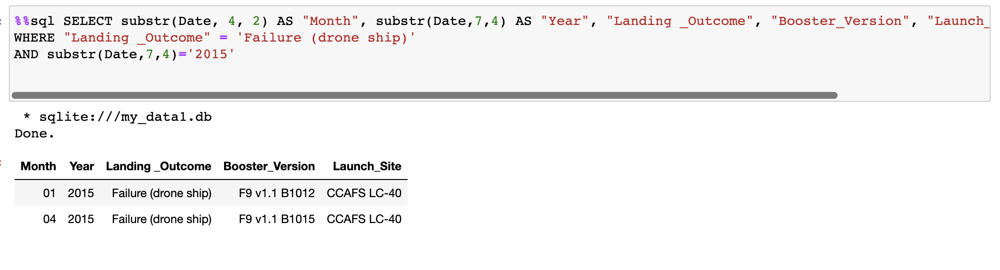 %%sql SELECT substr(Date, 4, 2) AS "Month", substr(Date,7,4) AS "Year", "Landing _Outcome", "Booster_Version", "Launch_
WHERE "Landing _Outcome" = 'Failure (drone ship)'
AND substr(Date,7,4)='2015'
* sqlite:///my_data1.db
Done.
Month Year Landing _Outcome Booster_Version Launch_Site
01 2015 Failure (drone ship) F9 v1.1 B1012 CCAFS LC-40
04 2015 Failure (drone ship) F9 v1.1 B1015 CCAFS LC-40